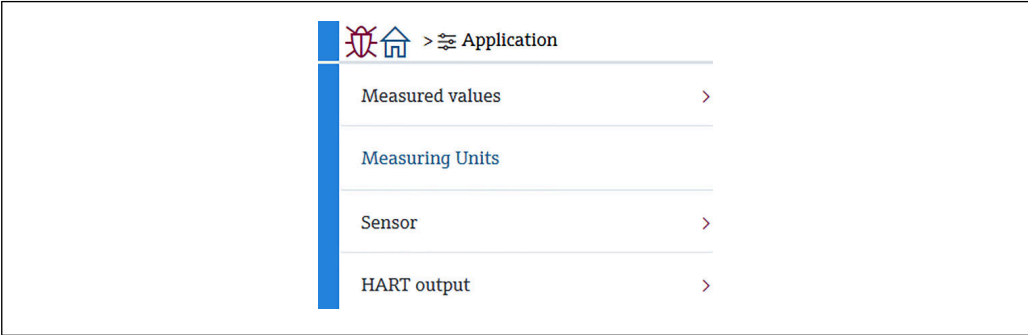 > Application
Measured values
Measuring Units
Sensor
HART output